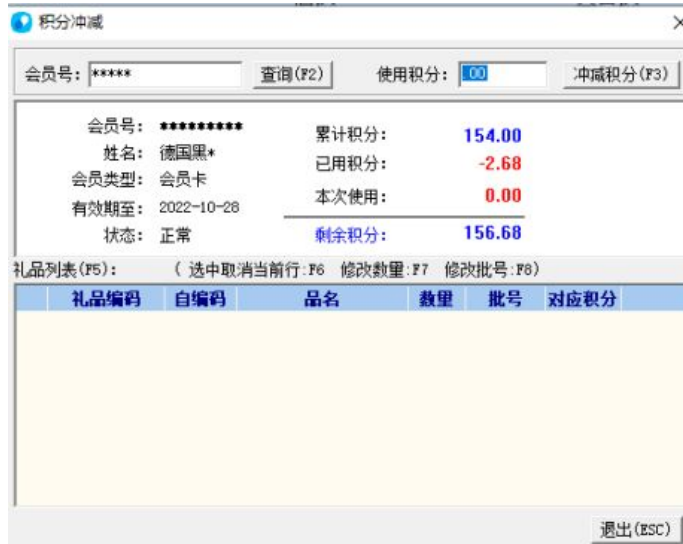 积分冲减
会员号: ***** 查询(F2) 使用积分: .00 冲减积分(F3)
会员号: ********* 累计积分: 154.00
姓名: 德国黑* 已用积分: -2.68
会员类型: 会员卡 本次使用: 0.00
有效期至: 2022-10-28
状态: 正常 剩余积分: 156.68
礼品列表(F5): ( 选中取消当前行:F6 修改数量:F7 修改批号:F8)
礼品编码 自编码 品名 数量 批号 对应积分
退出(ESC)